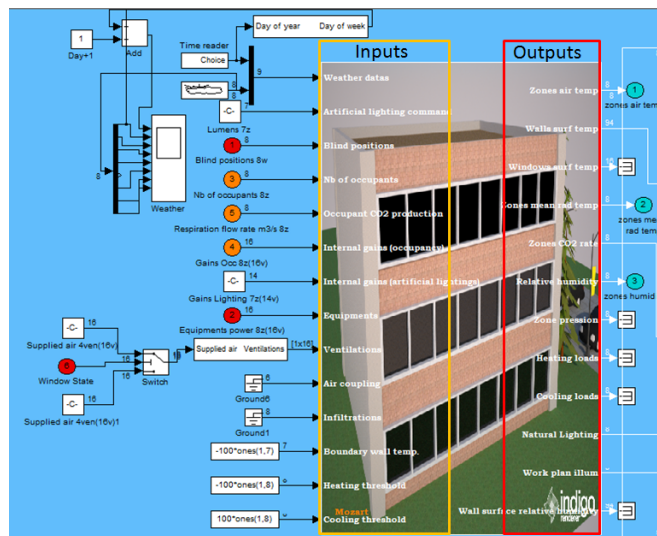 Day of year
Day of week
1
Day+1
Add
Time reader
Choice
9
8
8
Weather
8
-C-
7
Lumens 7z
1
8
Blind positions 8w
3
8
Nb of occupants 8z
5
8
Respiration flow rate m3/s 8z
4
16
Gains Occ 8z(16v)
-C-
14
Gains Lighting 7z(14v)
2
16
Equipments power 8z(16v)
-C-
16
Supplied air 4ven(16v)
6
16
Window State
-C-
16
Supplied air 4ven(16v)1
Switch
Supplied air
Ventilations
[1x16]
6
Ground6
8
Ground1
-100*ones(1,7)
7
-100*ones(1,8)
100*ones(1,8)
Inputs
Weather datas
Artificial lighting command
Blind positions
Nb of occupants
Occupant CO2 production
Internal gains (occupancy)
Internal gains (artificial lightings)
Equipments
Ventilations
Air coupling
Infiltrations
Boundary wall temp.
Heating threshold
Cooling threshold
Mozart
Outputs
Zones air temp
Walls surf temp
Windows surf temp
Zones mean rad temp
Zones CO2 rate
Relative humidity
Zone pression
Heating loads
Cooling loads
Natural Lighting
Work plan illum
Wall surface relative humidity
indigo
renderer
8
8
1
zones air tem
94
16
8
2
zones mea
rad tem
8
8
3
zones humid
8
8
8